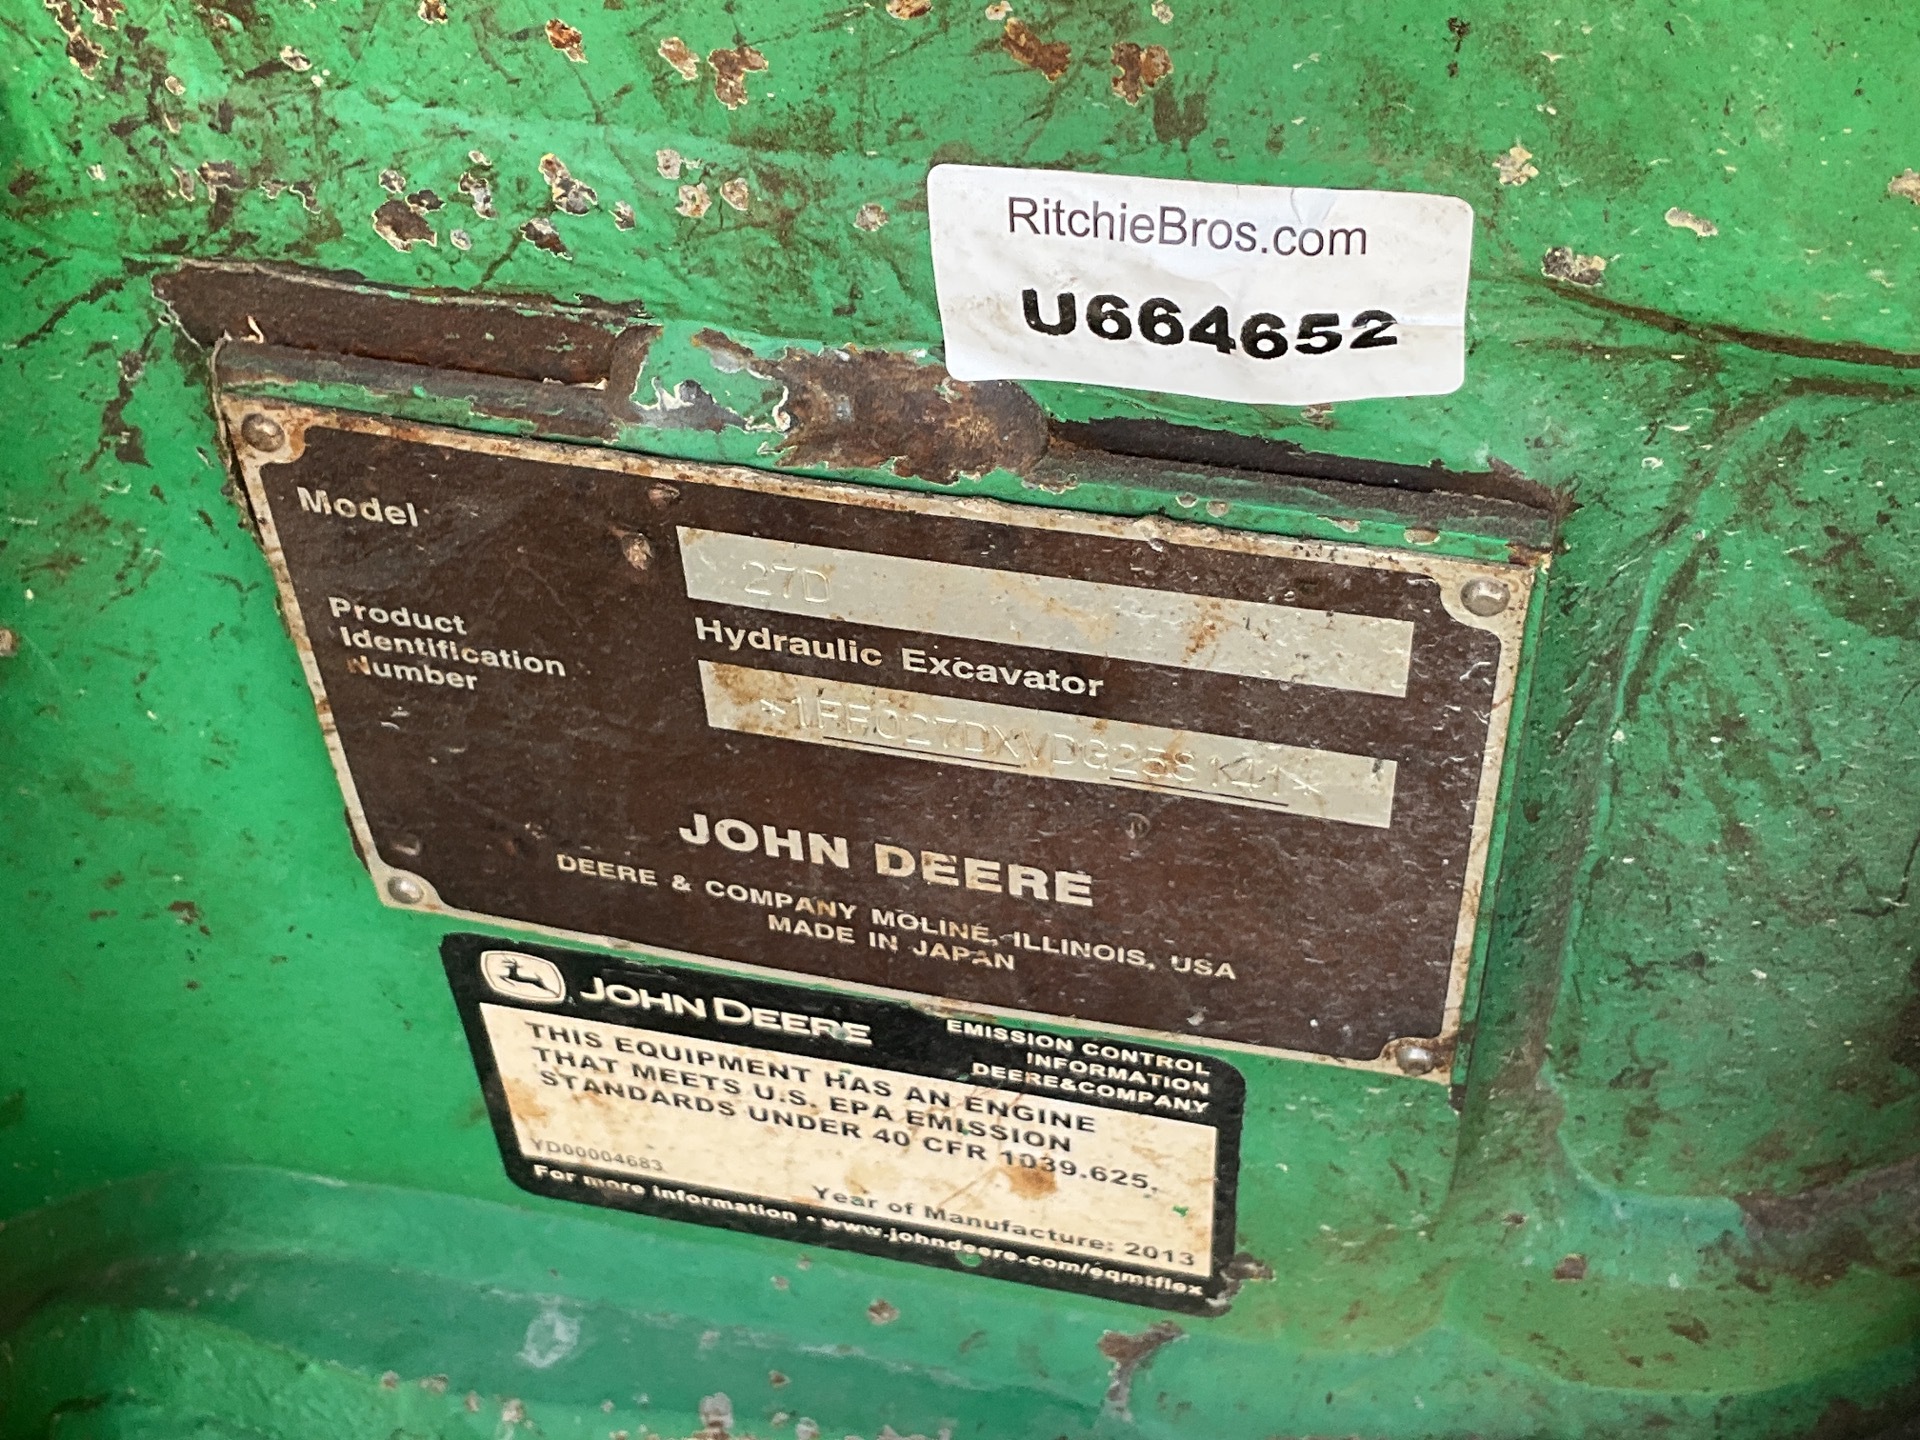 RitchieBros.com
U664652
Model
27D
Hydraulic Excavator
Product
Identification
Number
*1FF027DXVDG258141*
JOHN DEERE
DEERE & COMPANY MOLINE, ILLINOIS, USA
MADE IN JAPAN
JOHN DEERE
EMISSION CONTROL
INFORMATION
DEERE&COMPANY
THIS EQUIPMENT HAS AN ENGINE
THAT MEETS U.S. EPA EMISSION
STANDARDS UNDER 40 CFR 1039.625.
YD00004683
Year of Manufacture: 2013
For more information • www.johndeere.com/eqmtflex